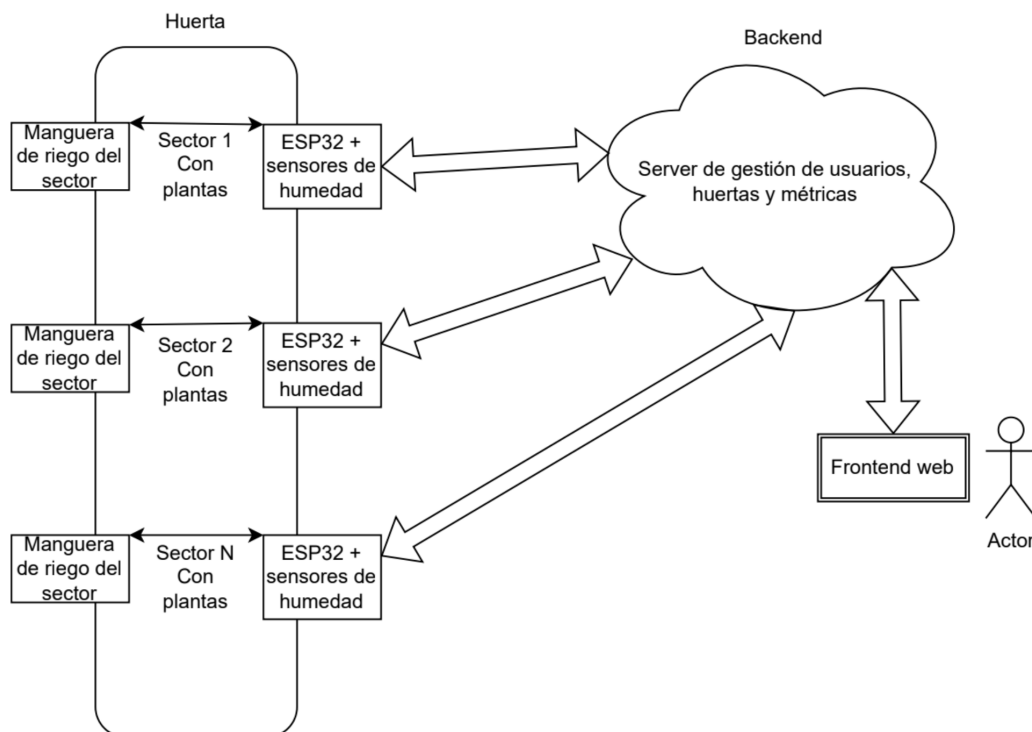 Huerta
Backend
Manguera
de riego del
sector
Sector 1
Con
plantas
ESP32 +
sensores de
humedad
Server de gestión de usuarios,
huertas y métricas
Manguera
de riego del
sector
Sector 2
Con
plantas
ESP32 +
sensores de
humedad
Frontend web
Actor
Manguera
de riego del
sector
Sector N
Con
plantas
ESP32 +
sensores de
humedad